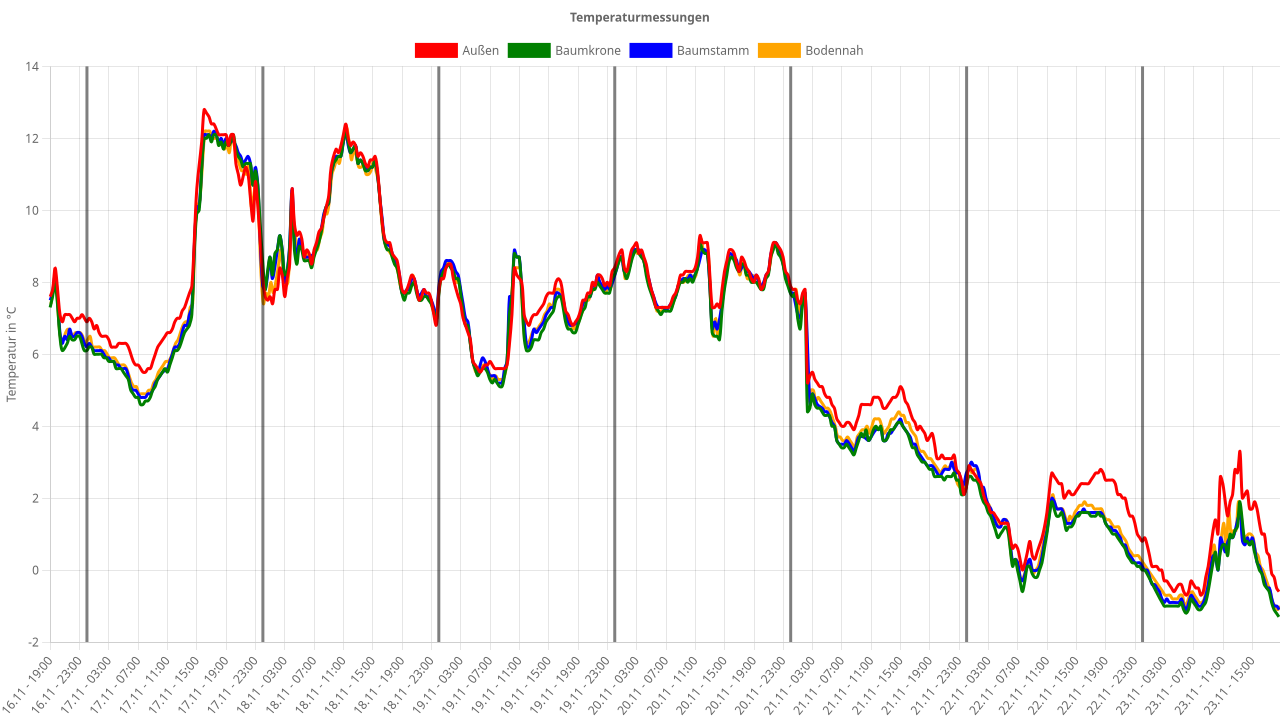 Temperaturmessungen
Außen Baumkrone Baumstamm Bodennah
Temperatur in °C
14
12
10
8
6
4
2
0
-2
16.11 - 19:00
16.11 - 23:00
17.11 - 03:00
17.11 - 07:00
17.11 - 11:00
17.11 - 15:00
17.11 - 19:00
17.11 - 23:00
18.11 - 03:00
18.11 - 07:00
18.11 - 11:00
18.11 - 15:00
18.11 - 19:00
18.11 - 23:00
19.11 - 03:00
19.11 - 07:00
19.11 - 11:00
19.11 - 15:00
19.11 - 19:00
19.11 - 23:00
20.11 - 03:00
20.11 - 07:00
20.11 - 11:00
20.11 - 15:00
20.11 - 19:00
20.11 - 23:00
21.11 - 03:00
21.11 - 07:00
21.11 - 11:00
21.11 - 15:00
21.11 - 19:00
21.11 - 23:00
22.11 - 03:00
22.11 - 07:00
22.11 - 11:00
22.11 - 15:00
22.11 - 19:00
22.11 - 23:00
23.11 - 03:00
23.11 - 07:00
23.11 - 11:00
23.11 - 15:00